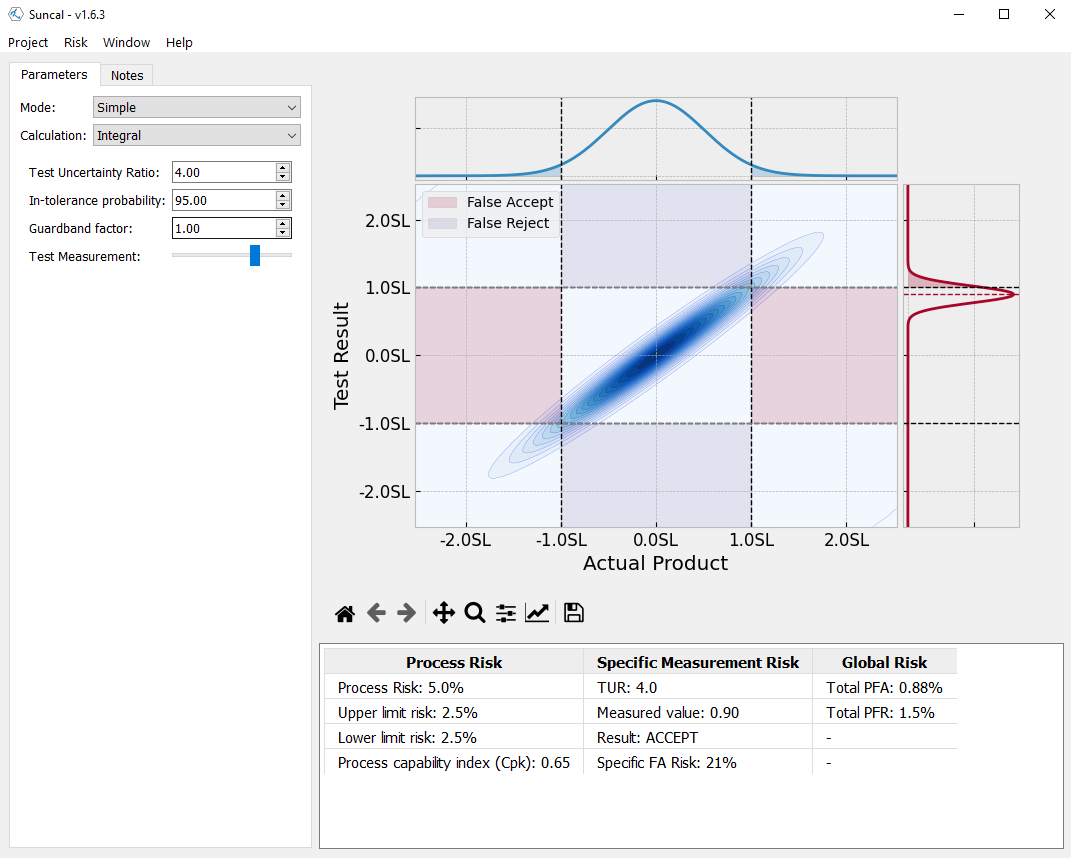 Suncal - v1.6.3
Project Risk Window Help
Parameters Notes
Mode: Simple
Calculation: Integral
Test Uncertainty Ratio: 4.00
In-tolerance probability: 95.00
Guardband factor: 1.00
Test Measurement:
False Accept
False Reject
2.0SL
1.0SL
0.0SL
-1.0SL
-2.0SL
Test Result
-2.0SL -1.0SL 0.0SL 1.0SL 2.0SL
Actual Product
Process Risk Specific Measurement Risk Global Risk
Process Risk: 5.0% TUR: 4.0 Total PFA: 0.88%
Upper limit risk: 2.5% Measured value: 0.90 Total PFR: 1.5%
Lower limit risk: 2.5% Result: ACCEPT -
Process capability index (Cpk): 0.65 Specific FA Risk: 21% -